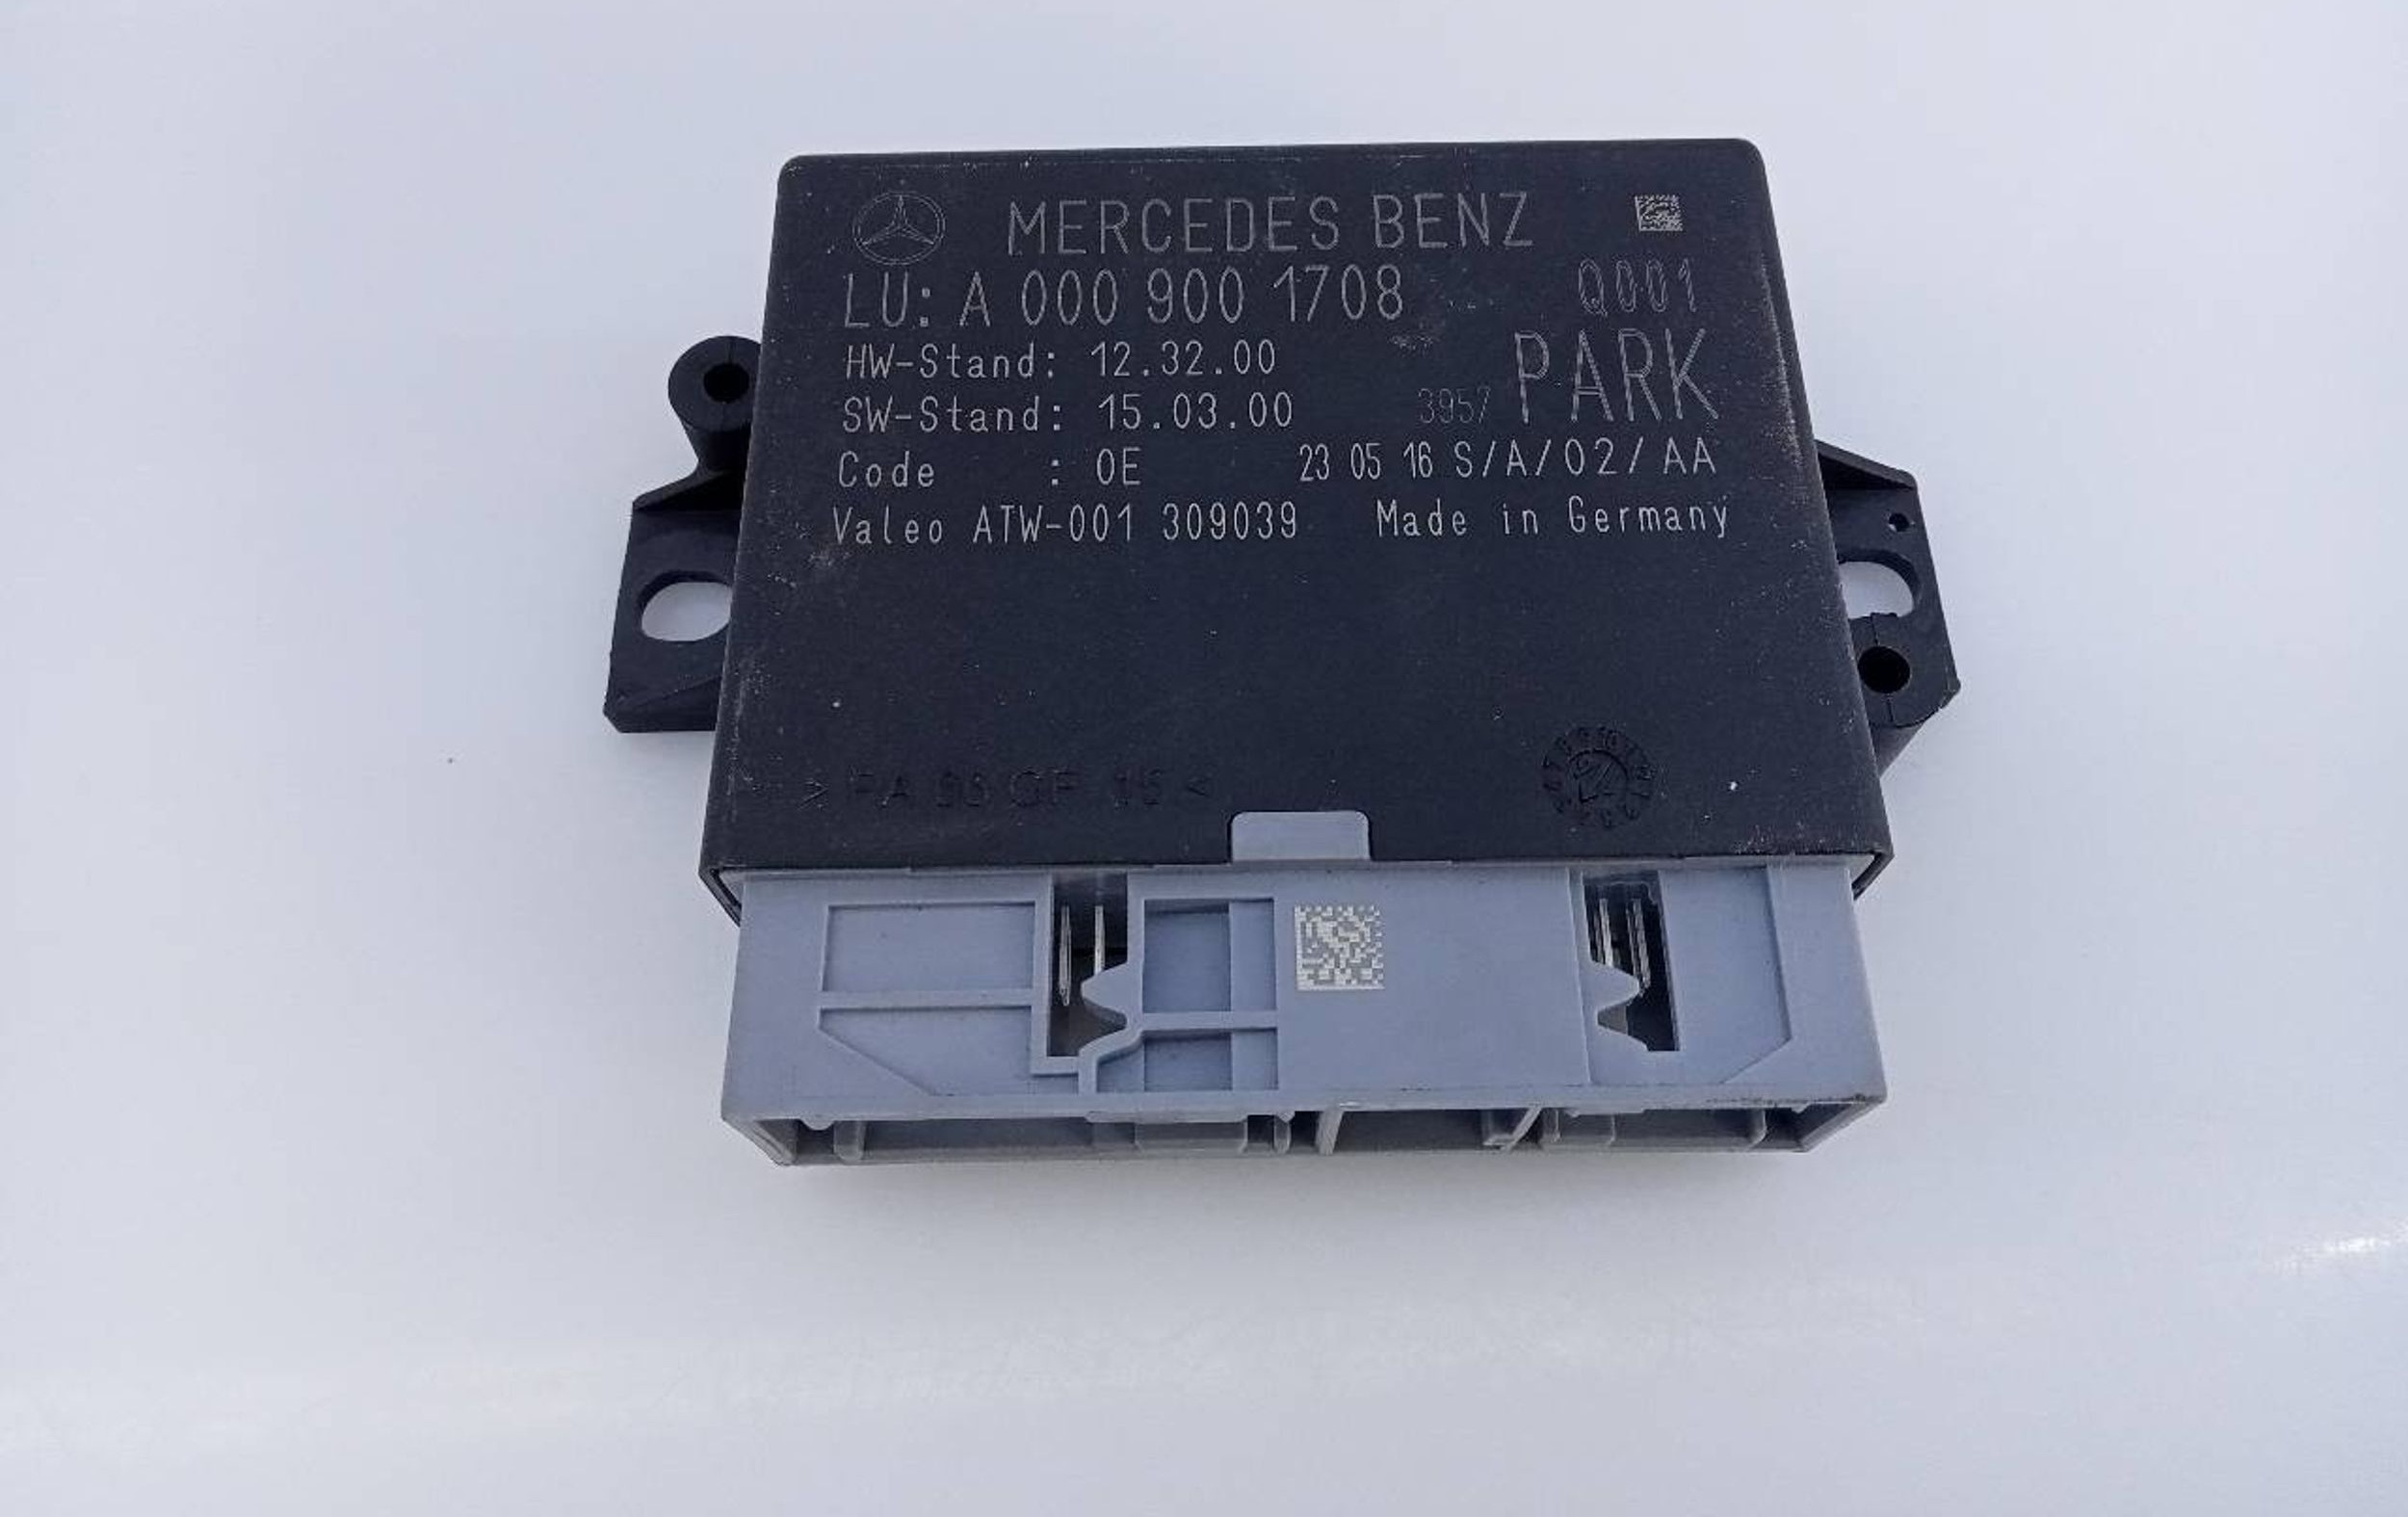 MERCEDES BENZ
LU: A 000 900 1708 Q001
HW-Stand: 12.32.00
PARK
SW-Stand: 15.03.00 3957
Code : 0E 23 05 16 S/A/02/AA
Valeo ATW-001 309039 Made in Germany